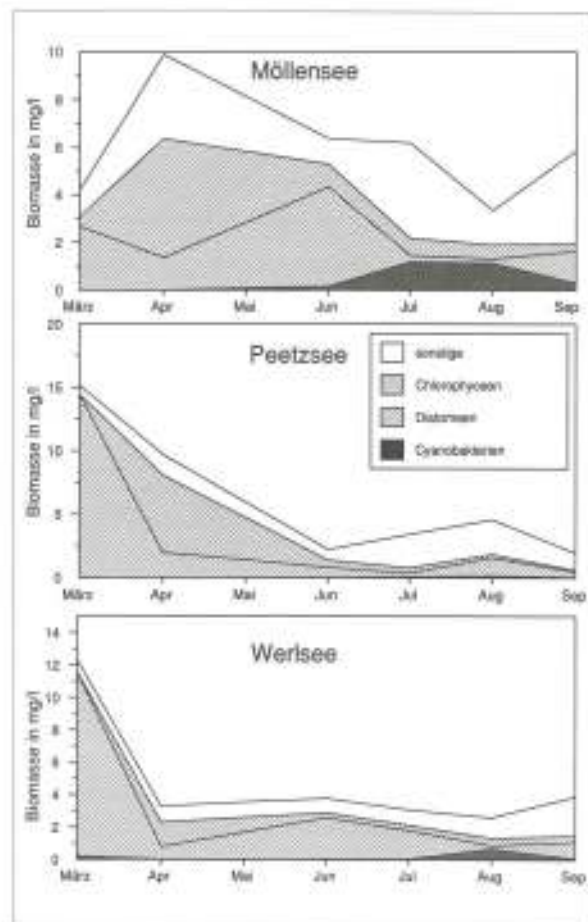 Möllensee
Biomasse in mg/l
10
8
6
4
2
0
März Apr Mai Jun Jul Aug Sep
Peetzsee
Biomasse in mg/l
20
15
10
5
0
sonstige
Chlorophyceen
Diatomeen
Cyanobakterien
März Apr Mai Jun Jul Aug Sep
Werlsee
Biomasse in mg/l
14
12
10
8
6
4
2
0
März Apr Mai Jun Jul Aug Sep